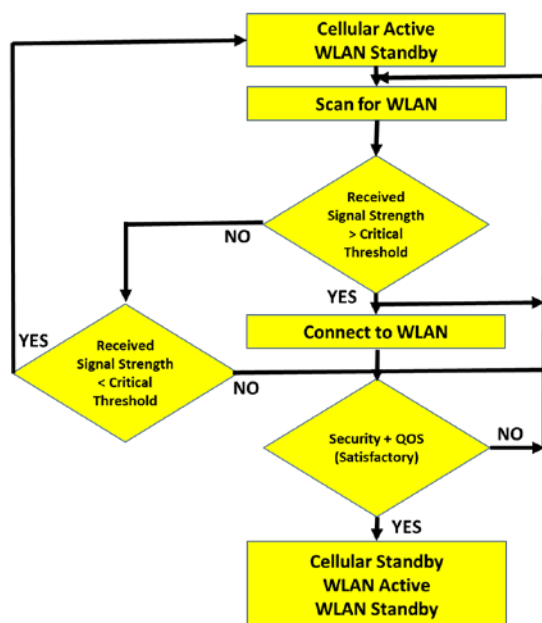 Cellular Active
WLAN Standby
Scan for WLAN
Received
Signal Strength
> Critical
Threshold
NO
YES
Connect to WLAN
YES
Received
Signal Strength
< Critical
Threshold
NO
Security + QOS
(Satisfactory)
NO
YES
Cellular Standby
WLAN Active
WLAN Standby